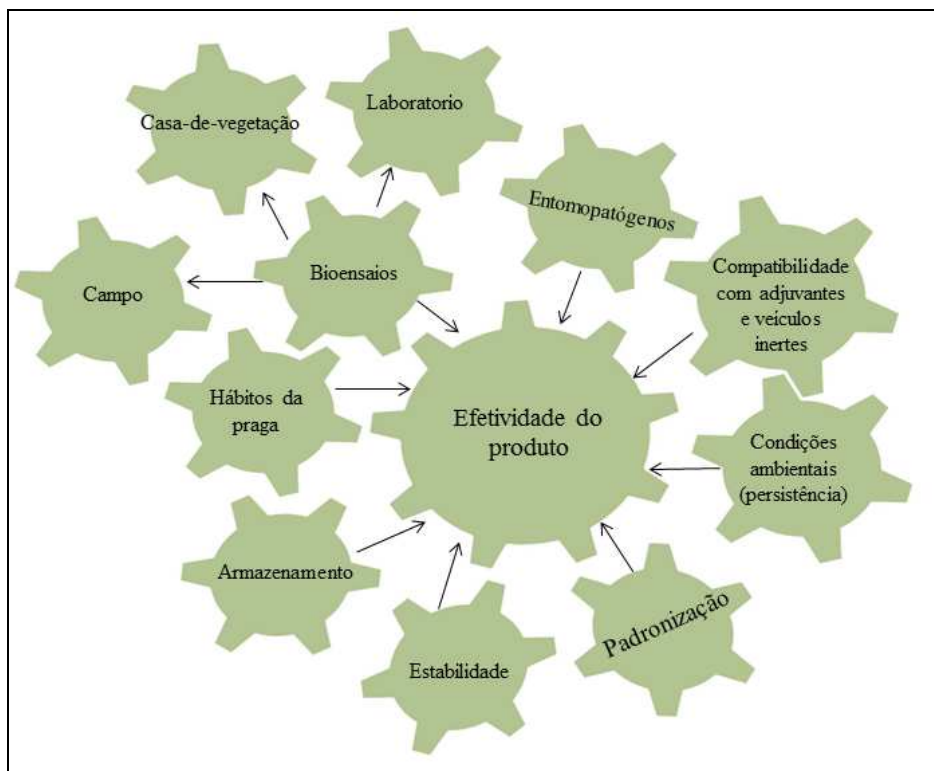 Laboratorio
Casa-de-vegetação
Entomopatógenos
Bioensaios
Campo
Compatibilidade
com adjuvantes
e veículos
inertes
Hábitos da
praga
Efetividade do
produto
Condições
ambientais
(persistência)
Armazenamento
Padronização
Estabilidade